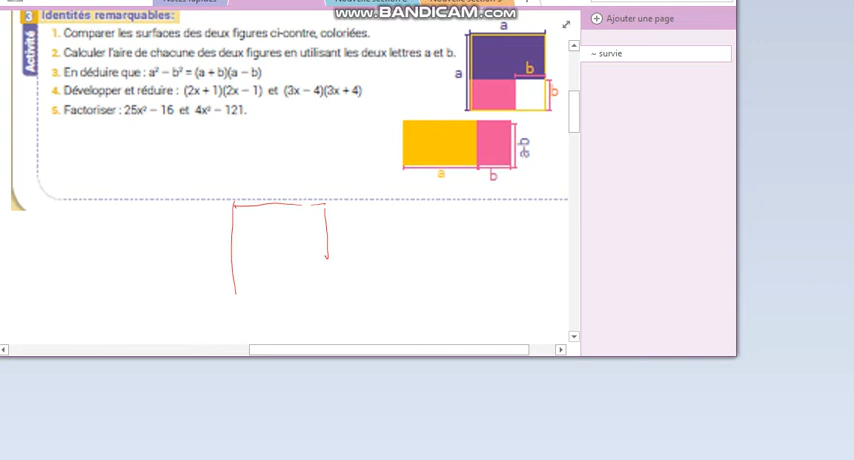 www.BANDICAM.com
Ajouter une page
~ survie
3 Identités remarquables:
Activité
1. Comparer les surfaces des deux figures ci-contre, coloriées.
2. Calculer l'aire de chacune des deux figures en utilisant les deux lettres a et b.
3. En déduire que : a² – b² = (a + b)(a – b)
4. Développer et réduire : (2x + 1)(2x – 1) et (3x – 4)(3x + 4)
5. Factoriser : 25x² – 16 et 4x² – 121.
a
a
b
b
a-b
a
b